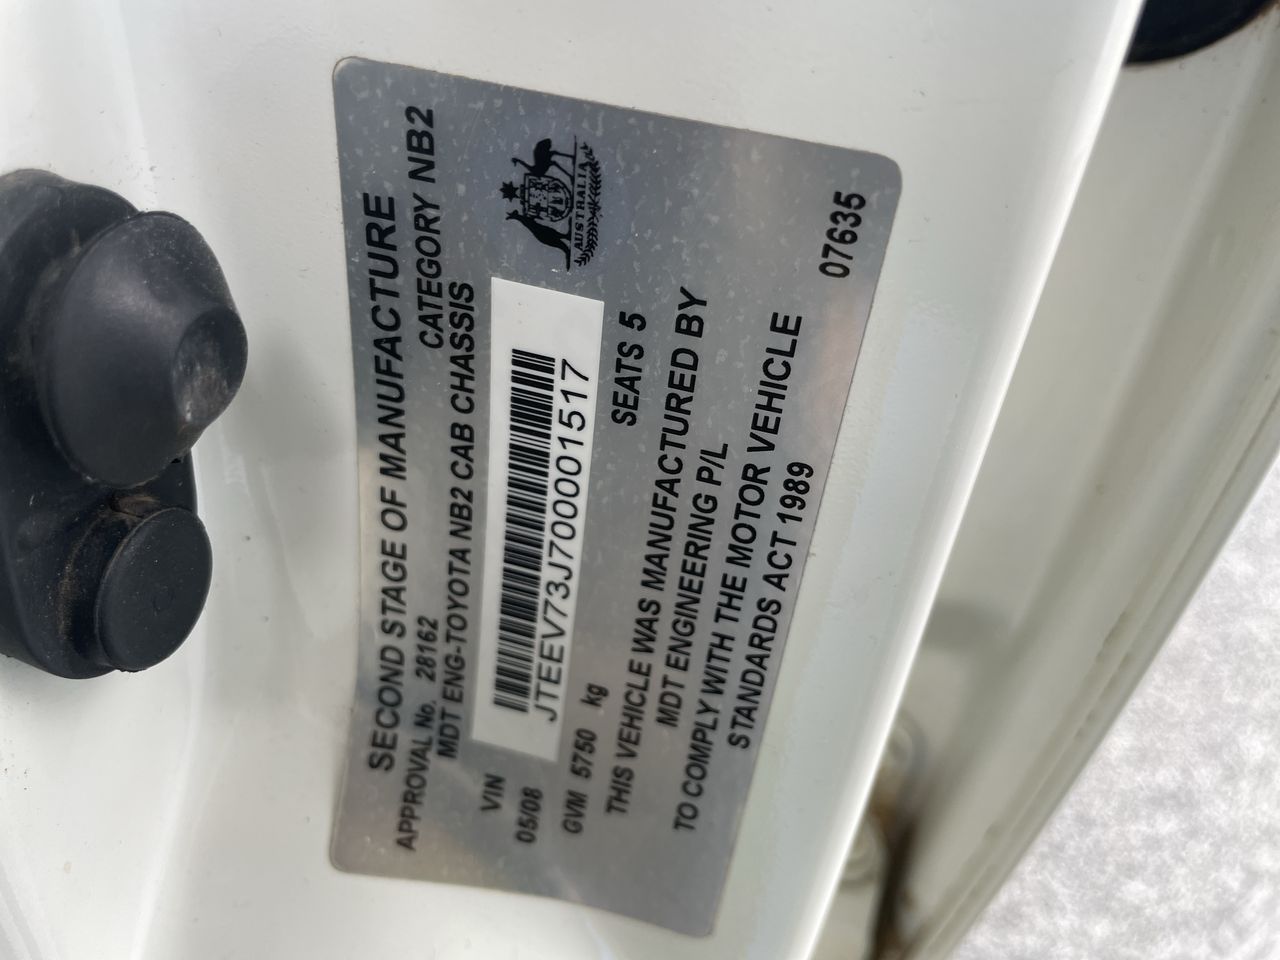 SECOND STAGE OF MANUFACTURE
APPROVAL No. 28162 CATEGORY NB2
MDT ENG-TOYOTA NB2 CAB CHASSIS
VIN JTEEV73J700001517
AUSTRALIA
05/08
GVM 5750 kg SEATS 5
THIS VEHICLE WAS MANUFACTURED BY
MDT ENGINEERING P/L
TO COMPLY WITH THE MOTOR VEHICLE
STANDARDS ACT 1989
07635